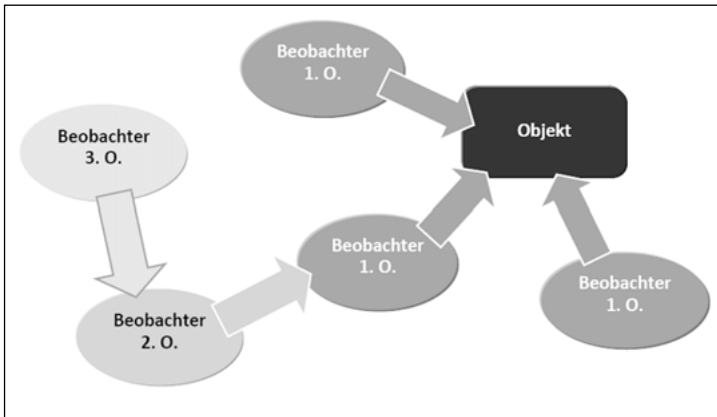 Beobachter
1. O.
Objekt
Beobachter
3. O.
Beobachter
1. O.
Beobachter
1. O.
Beobachter
2. O.